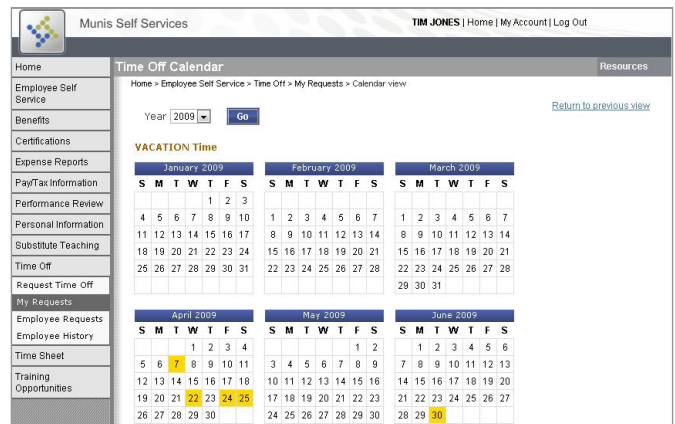 Munis Self Services
TIM JONES | Home | My Account | Log Out
Home
Employee Self
Service
Benefits
Certifications
Expense Reports
Pay/Tax Information
Performance Review
Personal Information
Substitute Teaching
Time Off
Request Time Off
My Requests
Employee Requests
Employee History
Time Sheet
Training
Opportunities
Time Off Calendar
Resources
Home > Employee Self Service > Time Off > My Requests > Calendar view
Return to previous view
Year 2009 Go
VACATION Time
January 2009
S M T W T F S
1 2 3
4 5 6 7 8 9 10
11 12 13 14 15 16 17
18 19 20 21 22 23 24
25 26 27 28 29 30 31
February 2009
S M T W T F S
1 2 3 4 5 6 7
8 9 10 11 12 13 14
15 16 17 18 19 20 21
22 23 24 25 26 27 28
March 2009
S M T W T F S
1 2 3 4 5 6 7
8 9 10 11 12 13 14
15 16 17 18 19 20 21
22 23 24 25 26 27 28
29 30 31
April 2009
S M T W T F S
1 2 3 4
5 6 7 8 9 10 11
12 13 14 15 16 17 18
19 20 21 22 23 24 25
26 27 28 29 30
May 2009
S M T W T F S
1 2
3 4 5 6 7 8 9
10 11 12 13 14 15 16
17 18 19 20 21 22 23
24 25 26 27 28 29 30
June 2009
S M T W T F S
1 2 3 4 5 6
7 8 9 10 11 12 13
14 15 16 17 18 19 20
21 22 23 24 25 26 27
28 29 30